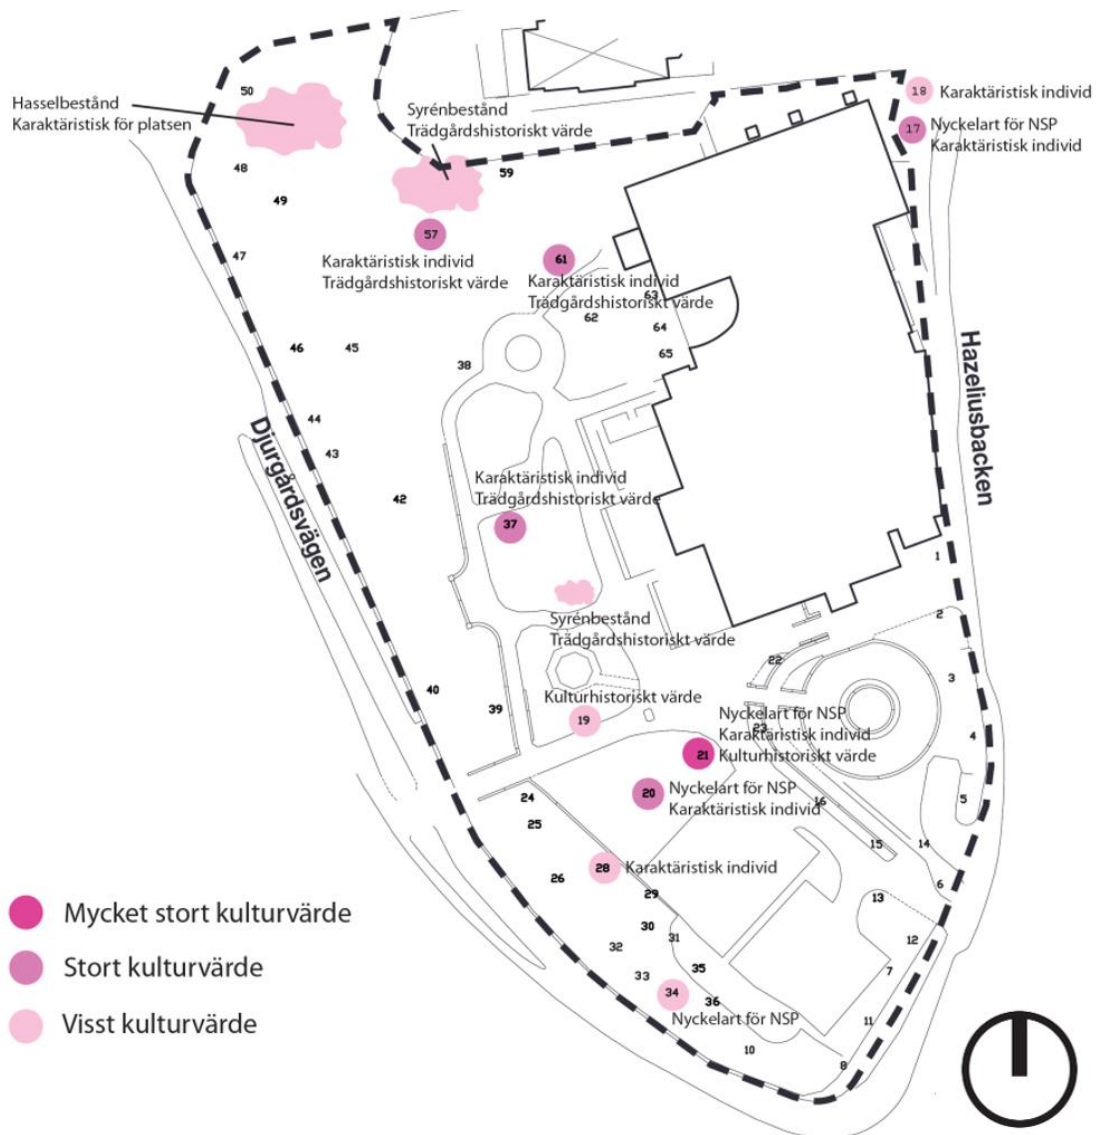 50
Hasselbestånd
Karaktäristisk för platsen
Syrénbestånd
Trädgårdshistoriskt värde
18
Karaktäristisk individ
17
Nyckelart för NSP
Karaktäristisk individ
48
49
59
57
Karaktäristisk individ
Trädgårdshistoriskt värde
47
61
Karaktäristisk individ
Trädgårdshistoriskt värde
63
62
64
65
46
45
38
44
43
42
Djurgårdsvägen
Hazeliusbacken
Karaktäristisk individ
Trädgårdshistoriskt värde
37
1
2
3
4
5
Syrénbestånd
Trädgårdshistoriskt värde
22
40
39
Kulturhistoriskt värde
19
23
Nyckelart för NSP
Karaktäristisk individ
Kulturhistoriskt värde
21
20
Nyckelart för NSP
Karaktäristisk individ
16
24
25
15
14
6
26
28
Karaktäristisk individ
29
13
30
31
32
12
33
35
7
34
36
Nyckelart för NSP
11
10
8
Mycket stort kulturvärde
Stort kulturvärde
Visst kulturvärde